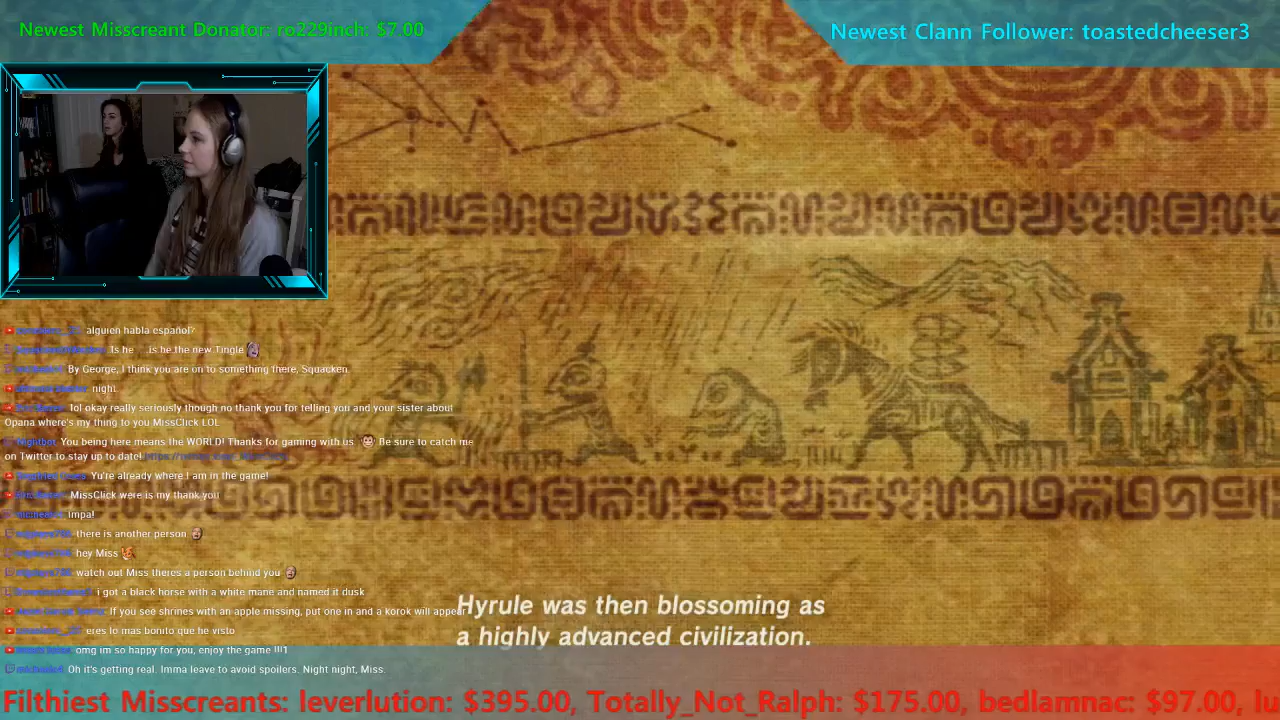 Newest Misscreant Donator: ro229inch: $7.00
Newest Clann Follower: toastedcheeser3
alguien habla español?
Is he ...is he the new Tingle
By George, I think you are on to something there, Squacken
night.
lol okay really seriously though no thank you for telling you and your sister about
Opana where's my thing to you MissClick LOL
Nightbot: You being here means the WORLD! Thanks for gaming with us Be sure to catch me
on Twitter to stay up to date!
Yu're already where I am in the game!
MissClick were is my thank you
Impa!
there is another person
hey Miss
watch out Miss theres a person behind you
i got a black horse with a white mane and named it dusk
If you see shrines with an apple missing, put one in and a korok will appear
eres lo mas bonito que he visto
omg im so happy for you, enjoy the game !!!1
Oh it's getting real. Imma leave to avoid spoilers. Night night, Miss.
Hyrule was then blossoming as
a highly advanced civilization.
Filthiest Misscreants: leverlution: $395.00, Totally_Not_Ralph: $175.00, bedlamnac: $97.00, lu